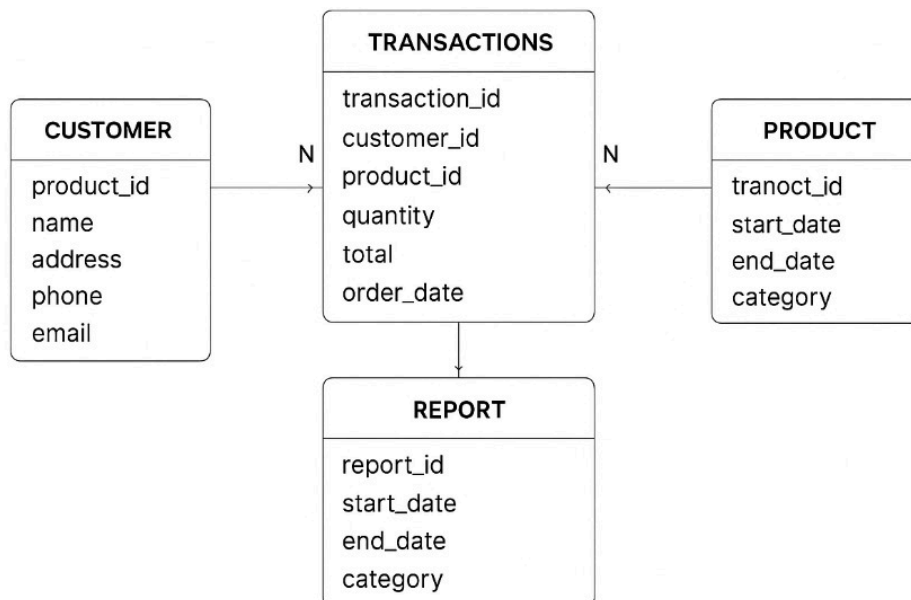 TRANSACTIONS
transaction_id
customer_id
product_id
quantity
total
order_date
CUSTOMER
product_id
name
address
phone
email
N
N
PRODUCT
tranoct_id
start_date
end_date
category
REPORT
report_id
start_date
end_date
category